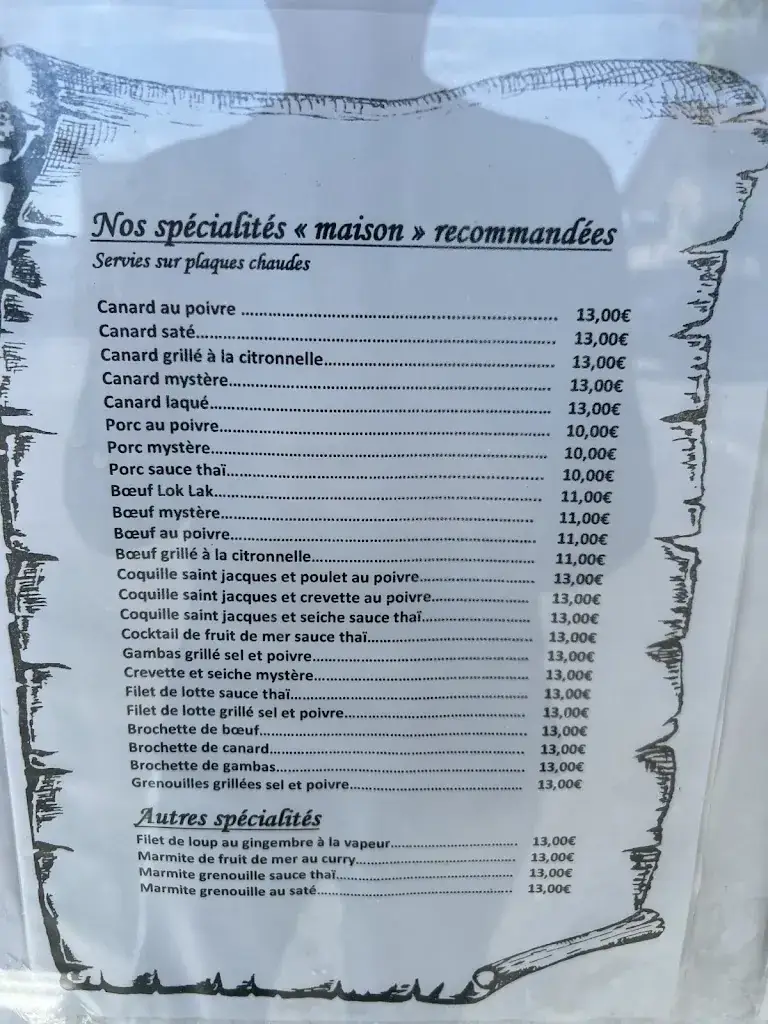 Nos spécialités « maison » recommandées
Servies sur plaques chaudes
Canard au poivre ........ 13,00€
Canard saté........ 13,00€
Canard grillé à la citronnelle........ 13,00€
Canard mystère........ 13,00€
Canard laqué........ 13,00€
Porc au poivre........ 10,00€
Porc mystère........ 10,00€
Porc sauce thaï........ 10,00€
Bœuf Lok Lak........ 11,00€
Bœuf mystère........ 11,00€
Bœuf au poivre........ 11,00€
Bœuf grillé à la citronnelle........ 11,00€
Coquille saint jacques et poulet au poivre........ 13,00€
Coquille saint jacques et crevette au poivre........ 13,00€
Coquille saint jacques et seiche sauce thaï........ 13,00€
Cocktail de fruit de mer sauce thaï........ 13,00€
Gambas grillé sel et poivre........ 13,00€
Crevette et seiche mystère........ 13,00€
Filet de lotte sauce thaï........ 13,00€
Filet de lotte grillé sel et poivre........ 13,00€
Brochette de bœuf........ 13,00€
Brochette de canard........ 13,00€
Brochette de gambas........ 13,00€
Grenouilles grillées sel et poivre........ 13,00€
Autres spécialités
Filet de loup au gingembre à la vapeur........ 13,00€
Marmite de fruit de mer au curry........ 13,00€
Marmite grenouille sauce thaï........ 13,00€
Marmite grenouille au saté........ 13,00€